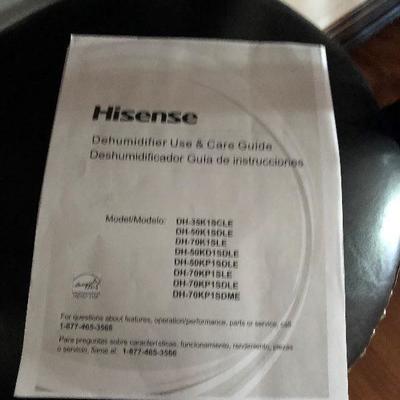 Hisense
Dehumidifier Use & Care Guide
Deshumidificador Guía de instrucciones
Model/Modelo: DH-35K1SCLE
DH-50K1SDLE
DH-70K1SLE
DH-50KD1SDLE
DH-50KP1SDLE
DH-70KP1SLE
DH-70KP1SDLE
DH-70KP1SDME
For questions about features, operation/performance, parts or service, call
1-877-465-3566
Para preguntas sobre características, funcionamiento, rendimiento, piezas
o servicio, llame al: 1-877-465-3566